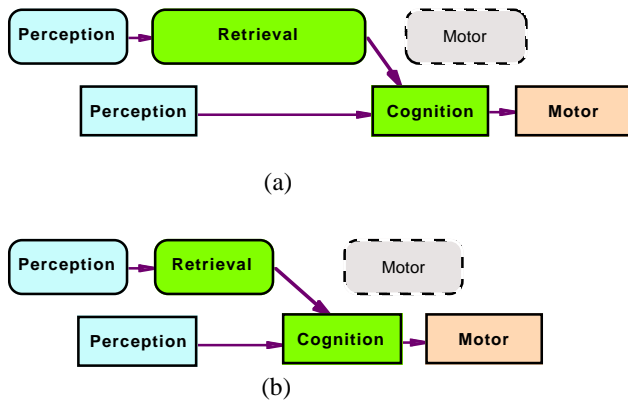 Perception Retrieval Motor
Perception Cognition Motor
(a)
Perception Retrieval Motor
Perception Cognition Motor
(b)